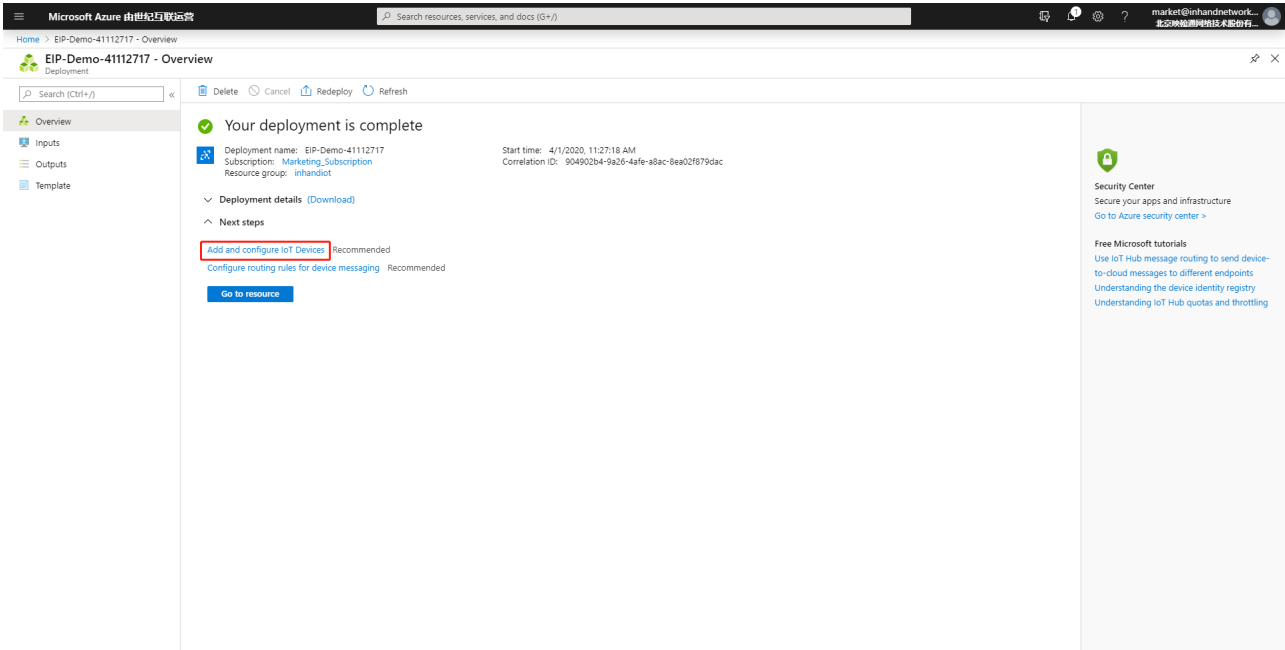 Microsoft Azure 由世纪互联运营
Search resources, services, and docs (G+/)
1
?
market@inhandnetwork...
北京映翰通网络技术股份有...
Home > EIP-Demo-41112717 - Overview
EIP-Demo-41112717 - Overview
Deployment
Search (Ctrl+/)
«
Delete Cancel Redeploy Refresh
Overview
Inputs
Outputs
Template
Your deployment is complete
Deployment name: EIP-Demo-41112717
Subscription: Marketing_Subscription
Resource group: inhandiot
Start time: 4/1/2020, 11:27:18 AM
Correlation ID: 904902b4-9a26-4afe-a8ac-8ea02f879dac
Deployment details (Download)
Next steps
Add and configure IoT Devices Recommended
Configure routing rules for device messaging Recommended
Go to resource
Security Center
Secure your apps and infrastructure
Go to Azure security center >
Free Microsoft tutorials
Use IoT Hub message routing to send device-
to-cloud messages to different endpoints
Understanding the device identity registry
Understanding IoT Hub quotas and throttling